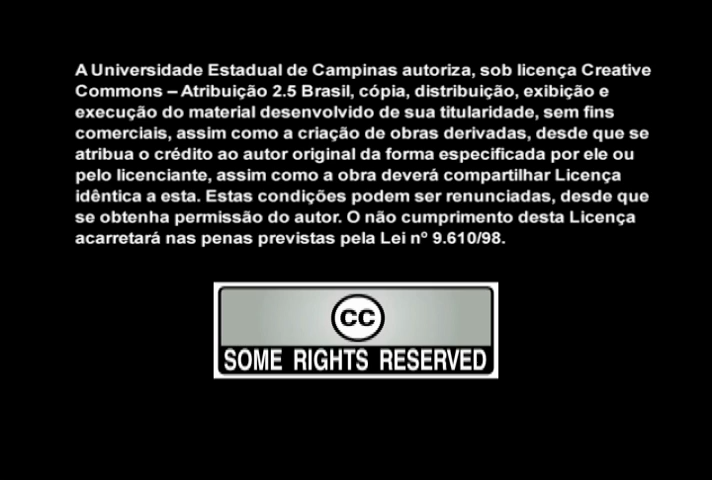 A Universidade Estadual de Campinas autoriza, sob licença Creative
Commons – Atribuição 2.5 Brasil, cópia, distribuição, exibição e
execução do material desenvolvido de sua titularidade, sem fins
comerciais, assim como a criação de obras derivadas, desde que se
atribua o crédito ao autor original da forma especificada por ele ou
pelo licenciante, assim como a obra deverá compartilhar Licença
idêntica a esta. Estas condições podem ser renunciadas, desde que
se obtenha permissão do autor. O não cumprimento desta Licença
acarretará nas penas previstas pela Lei nº 9.610/98.
CC
SOME RIGHTS RESERVED